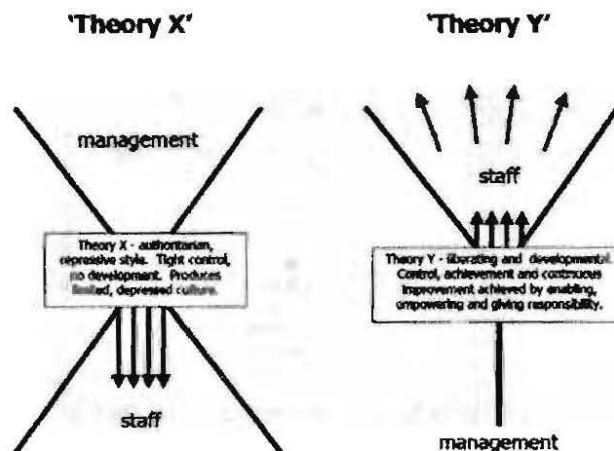 'Theory X'
'Theory Y'
management
staff
Theory X - authoritarian,
repressive style. Tight control,
no development. Produces
limited, depressed culture.
Theory Y - liberating and developmental.
Control, achievement and continuous
improvement achieved by enabling,
empowering and giving responsibility.
staff
management